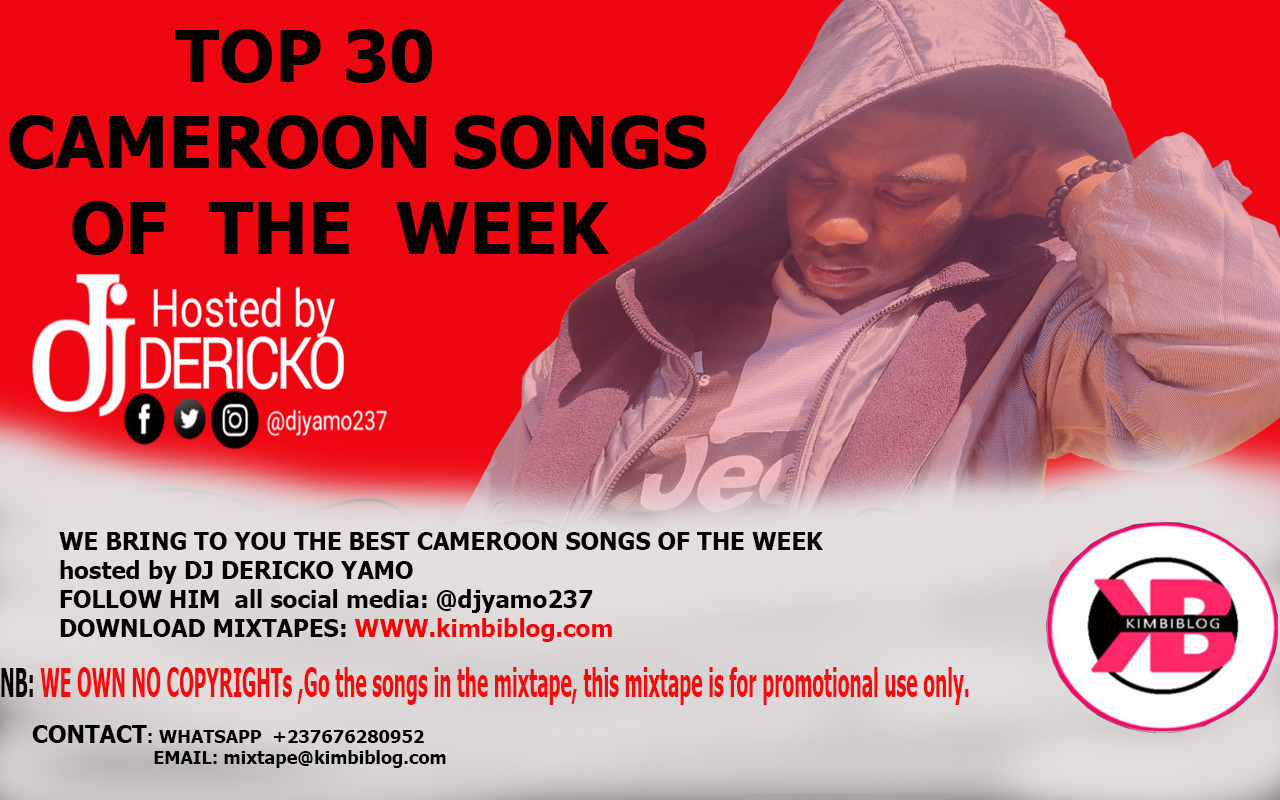 TOP 30
CAMEROON SONGS
OF THE WEEK
dj Hosted by
DERICKO
@djyamo237
Jee
WE BRING TO YOU THE BEST CAMEROON SONGS OF THE WEEK
hosted by DJ DERICKO YAMO
FOLLOW HIM all social media: @djyamo237
DOWNLOAD MIXTAPES: WWW.kimbiblog.com
KB
KIMBIBLOG
NB: WE OWN NO COPYRIGHTs ,Go the songs in the mixtape, this mixtape is for promotional use only.
CONTACT: WHATSAPP +237676280952
EMAIL: mixtape@kimbiblog.com